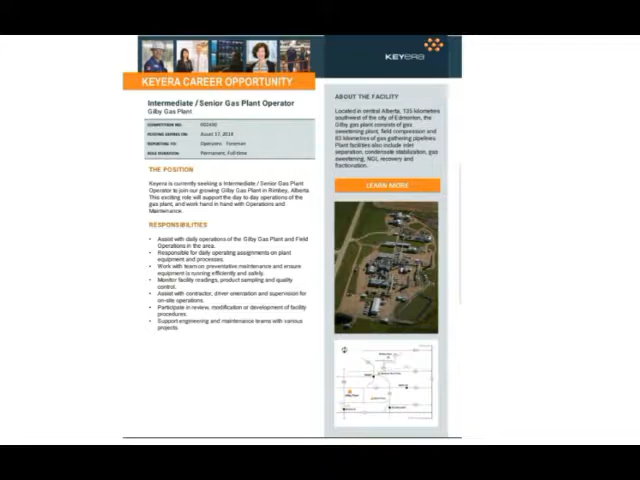 KEYERA
KEYERA CAREER OPPORTUNITY
Intermediate / Senior Gas Plant Operator
Gilby Gas Plant
COMPETITION NO.:
POSTING EXPIRES ON:
REPORTING TO: Operations Foreman
ROLE DURATION: Permanent, Full-time
THE POSITION
Keyera is currently seeking a Intermediate / Senior Gas Plant
Operator to join our growing Gilby Gas Plant in Rimbey, Alberta
This exciting role will support the day to day operations of the
gas plant, and work hand in hand with Operations and
Maintenance.
RESPONSIBILITIES
• Assist with daily operations of the Gilby Gas Plant and Field
Operations in the area.
• Responsible for daily operating assignments on plant
equipment and processes.
• Work with team on preventative maintenance and ensure
equipment is running efficiently and safely.
• Monitor facility readings, product sampling and quality
control.
• Assist with contractor, driver orientation and supervision for
on-site operations.
• Participate in review, modification or development of facility
procedures.
• Support engineering and maintenance teams with various
projects.
ABOUT THE FACILITY
Located in central Alberta, 135 kilometres
southwest of the city of Edmonton, the
Gilby gas plant consists of gas
sweetening plant, field compression and
kilometres of gas gathering pipelines.
Plant facilities also include inlet
separation, condensate stabilization, gas
sweetening, NGL recovery and
fractionation.
LEARN MORE